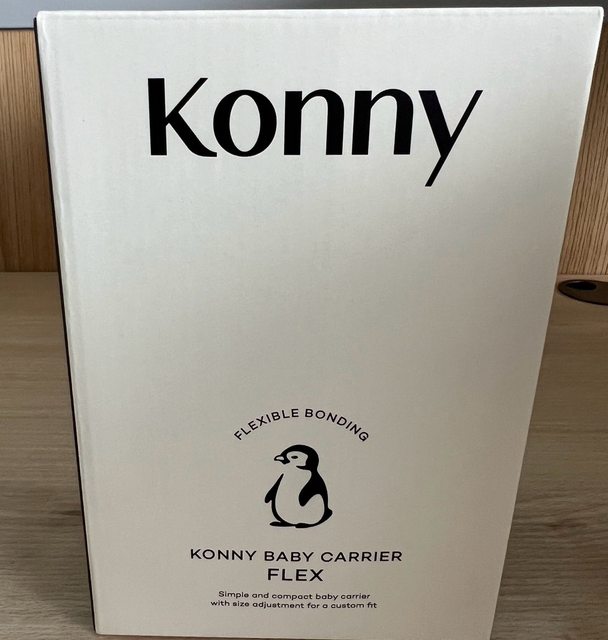 Konny
FLEXIBLE BONDING
KONNY BABY CARRIER
FLEX
Simple and compact baby carrier
with size adjustment for a custom fit